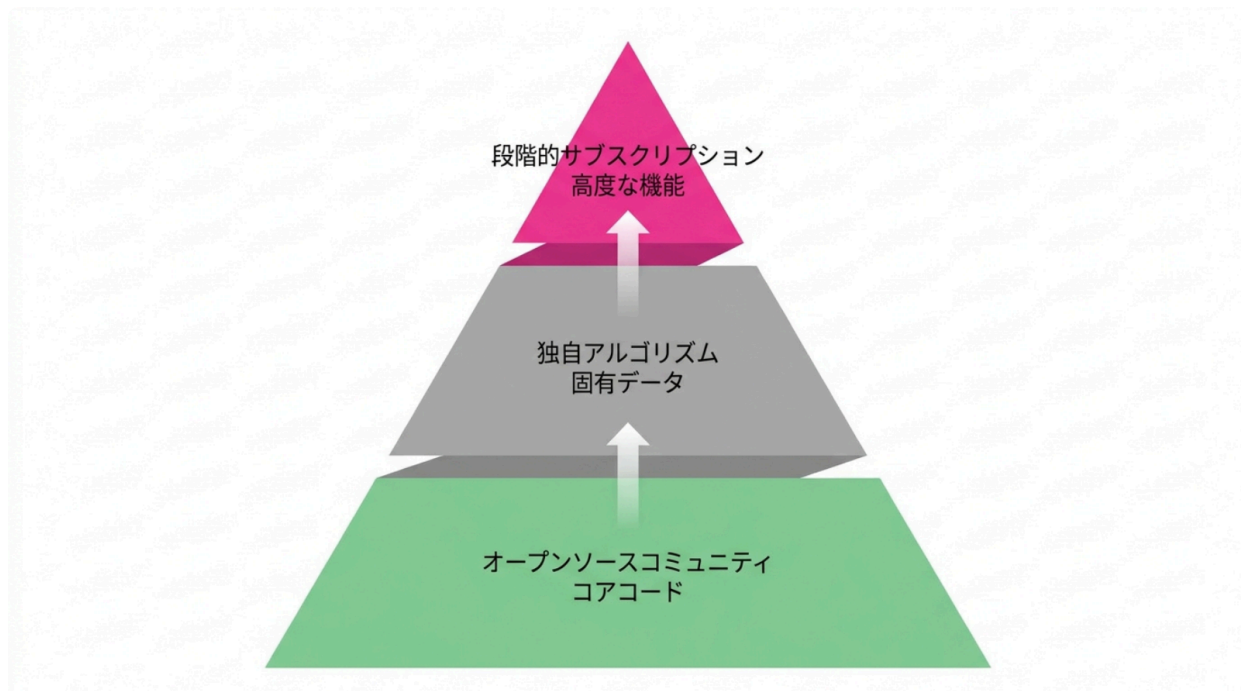 段階的サブスクリプション
高度な機能
独自アルゴリズム
固有データ
オープンソースコミュニティ
コアコード